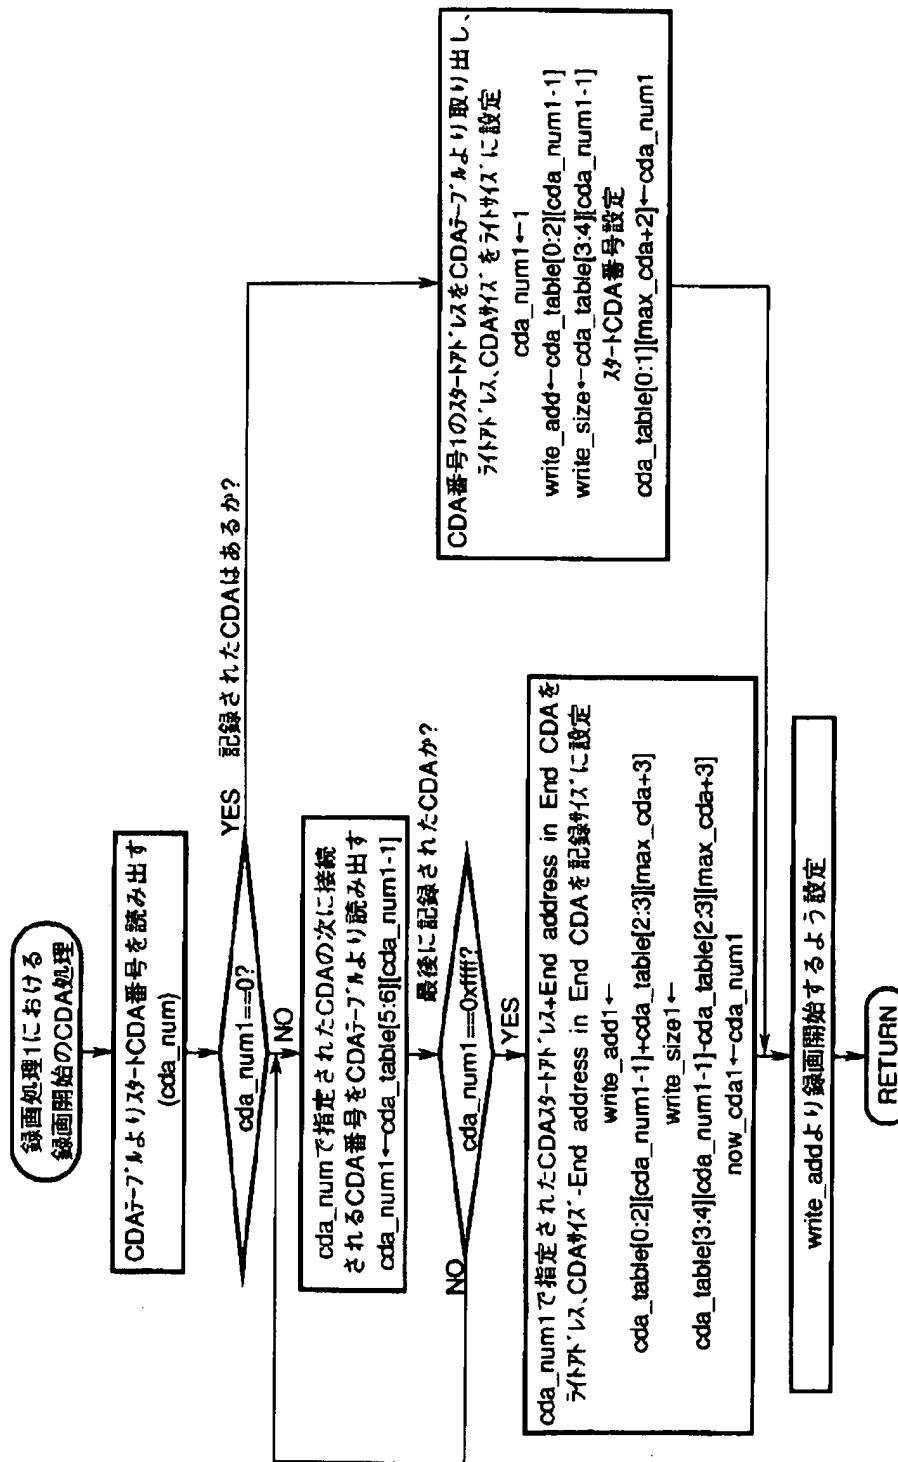 録画処理1における
録画開始のCDA処理
CDAテーブルよりスタートCDA番号を読み出す
(cda_num)
cda_num1==0?
YES
記録されたCDAはあるか?
NO
cda_numで指定されたCDAの次に接続
されるCDA番号をCDAテーブルより読み出す
cda_num1←cda_table[5:6][cda_num1-1]
最後に記録されたCDAか?
cda_num1==0xffff?
NO
YES
cda_num1で指定されたCDAスタートアドレス+End address in End CDAを
ライトアドレス、CDAサイズ-End address in End CDAを記録サイズに設定
write_add1←
cda_table[0:2][cda_num1-1]+cda_table[2:3][max_cda+3]
write_size1←
cda_table[3:4][cda_num1-1]-cda_table[2:3][max_cda+3]
now_cda1←cda_num1
CDA番号1のスタートアドレスをCDAテーブルより取り出し、
ライトアドレス、CDAサイズをライトサイズに設定
cda_num1←1
write_add←cda_table[0:2][cda_num1-1]
write_size←cda_table[3:4][cda_num1-1]
スタートCDA番号設定
cda_table[0:1][max_cda+2]←cda_num1
write_addより録画開始するよう設定
RETURN